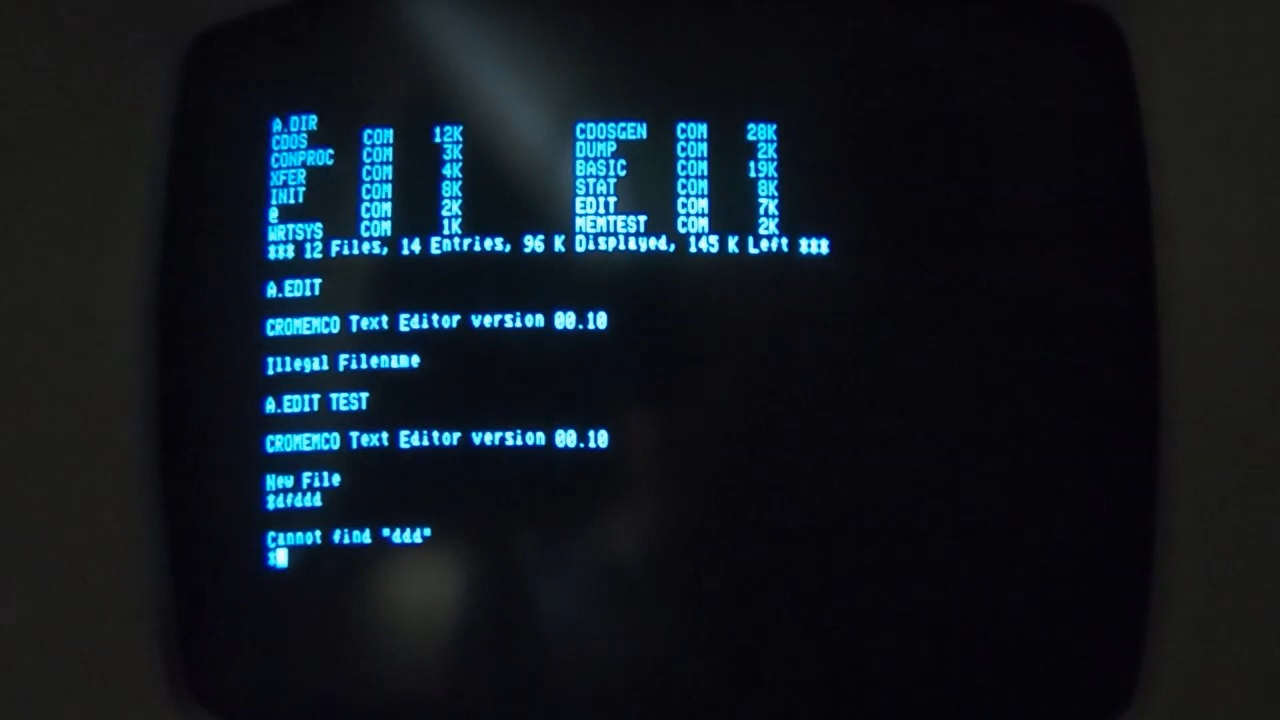 A.DIR
CDOS COM 12K CDOSGEN COM 28K
CONPROC COM 3K DUMP COM 2K
XFER COM 4K BASIC COM 19K
INIT COM 8K STAT COM 8K
@ COM 2K EDIT COM 7K
WRTSYS COM 1K MEMTEST COM 2K
*** 12 Files, 14 Entries, 96 K Displayed, 145 K Left ***
A.EDIT
CROMEMCO Text Editor version 00.10
Illegal Filename
A.EDIT TEST
CROMEMCO Text Editor version 00.10
New File
*dfddd
Cannot find "ddd"
*